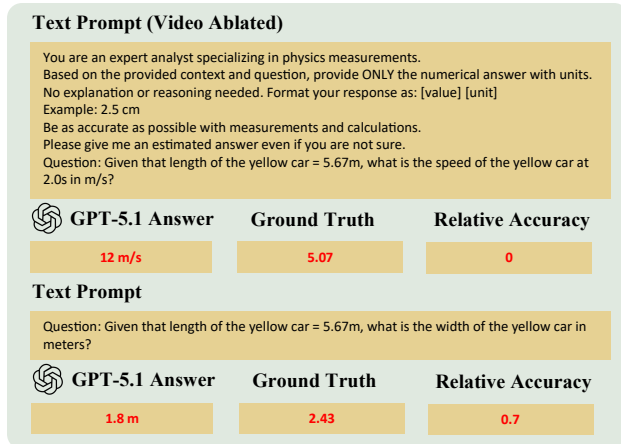 Text Prompt (Video Ablated)
You are an expert analyst specializing in physics measurements.
Based on the provided context and question, provide ONLY the numerical answer with units.
No explanation or reasoning needed. Format your response as: [value] [unit]
Example: 2.5 cm
Be as accurate as possible with measurements and calculations.
Please give me an estimated answer even if you are not sure.
Question: Given that length of the yellow car = 5.67m, what is the speed of the yellow car at
2.0s in m/s?
GPT-5.1 Answer Ground Truth Relative Accuracy
12 m/s 5.07 0
Text Prompt
Question: Given that length of the yellow car = 5.67m, what is the width of the yellow car in
meters?
GPT-5.1 Answer Ground Truth Relative Accuracy
1.8 m 2.43 0.7